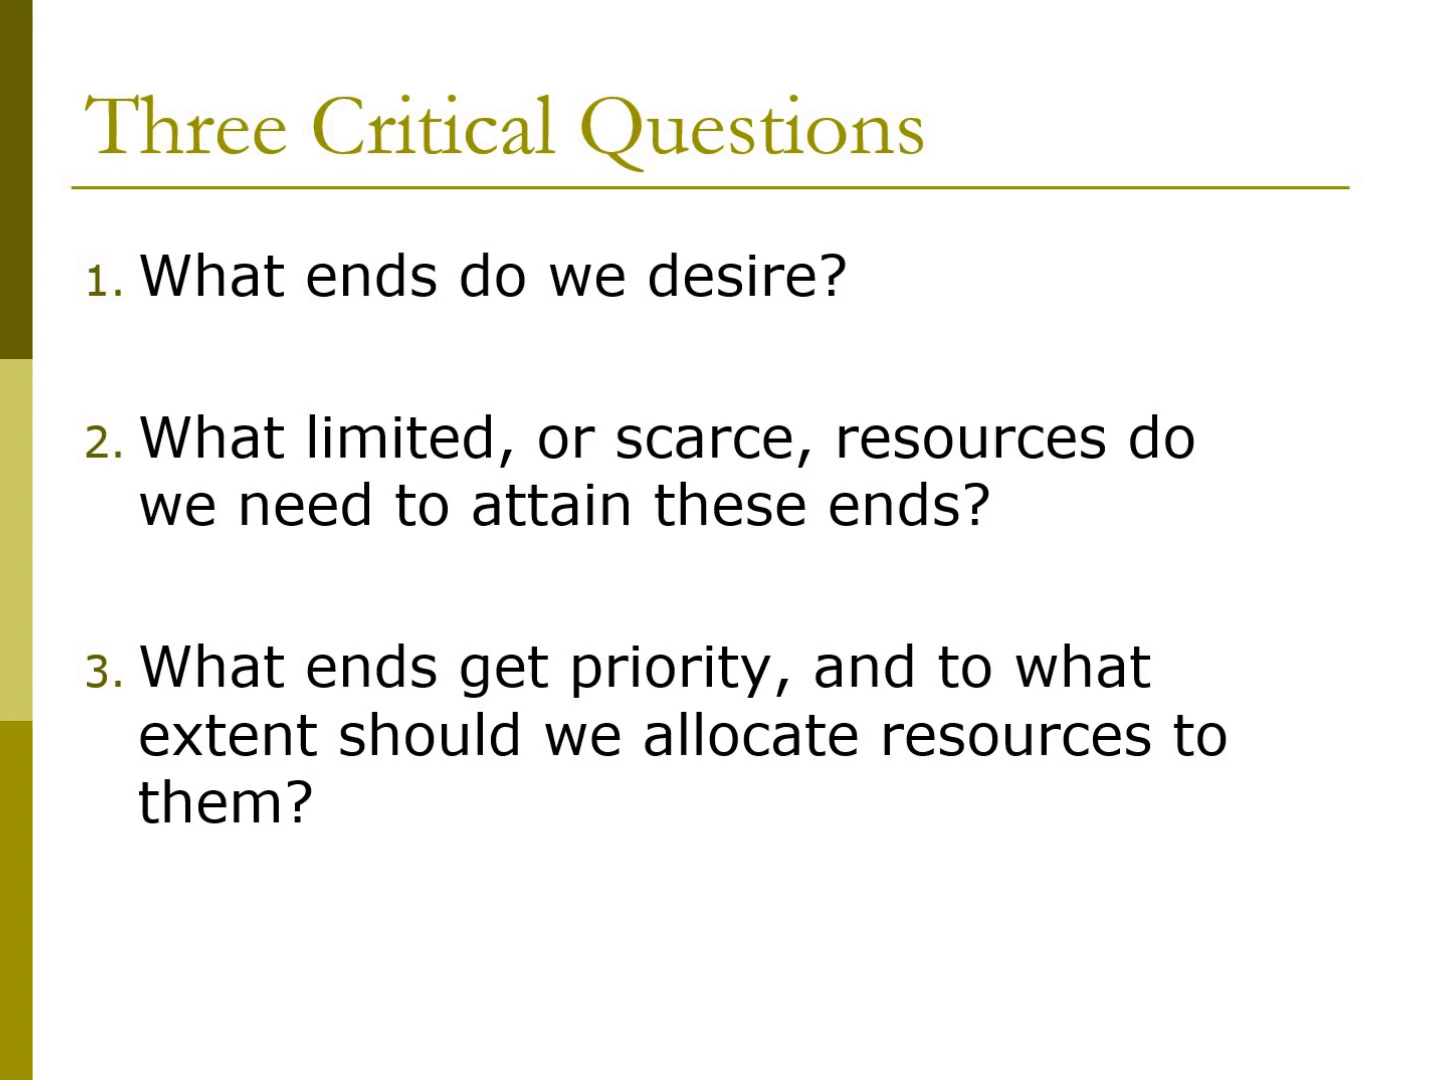 Three Critical Questions
1. What ends do we desire?
2. What limited, or scarce, resources do
we need to attain these ends?
3. What ends get priority, and to what
extent should we allocate resources to
them?